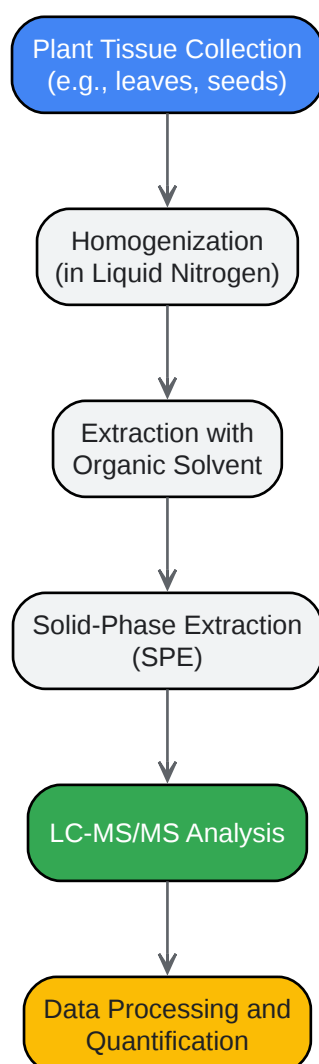 Plant Tissue Collection
(e.g., leaves, seeds)
Homogenization
(in Liquid Nitrogen)
Extraction with
Organic Solvent
Solid-Phase Extraction
(SPE)
LC-MS/MS Analysis
Data Processing and
Quantification